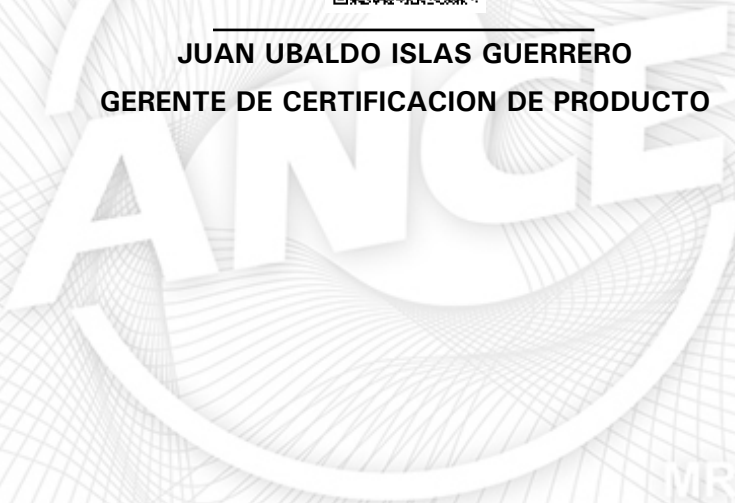 JUAN UBALDO ISLAS GUERRERO
GERENTE DE CERTIFICACION DE PRODUCTO
ANCE
MR